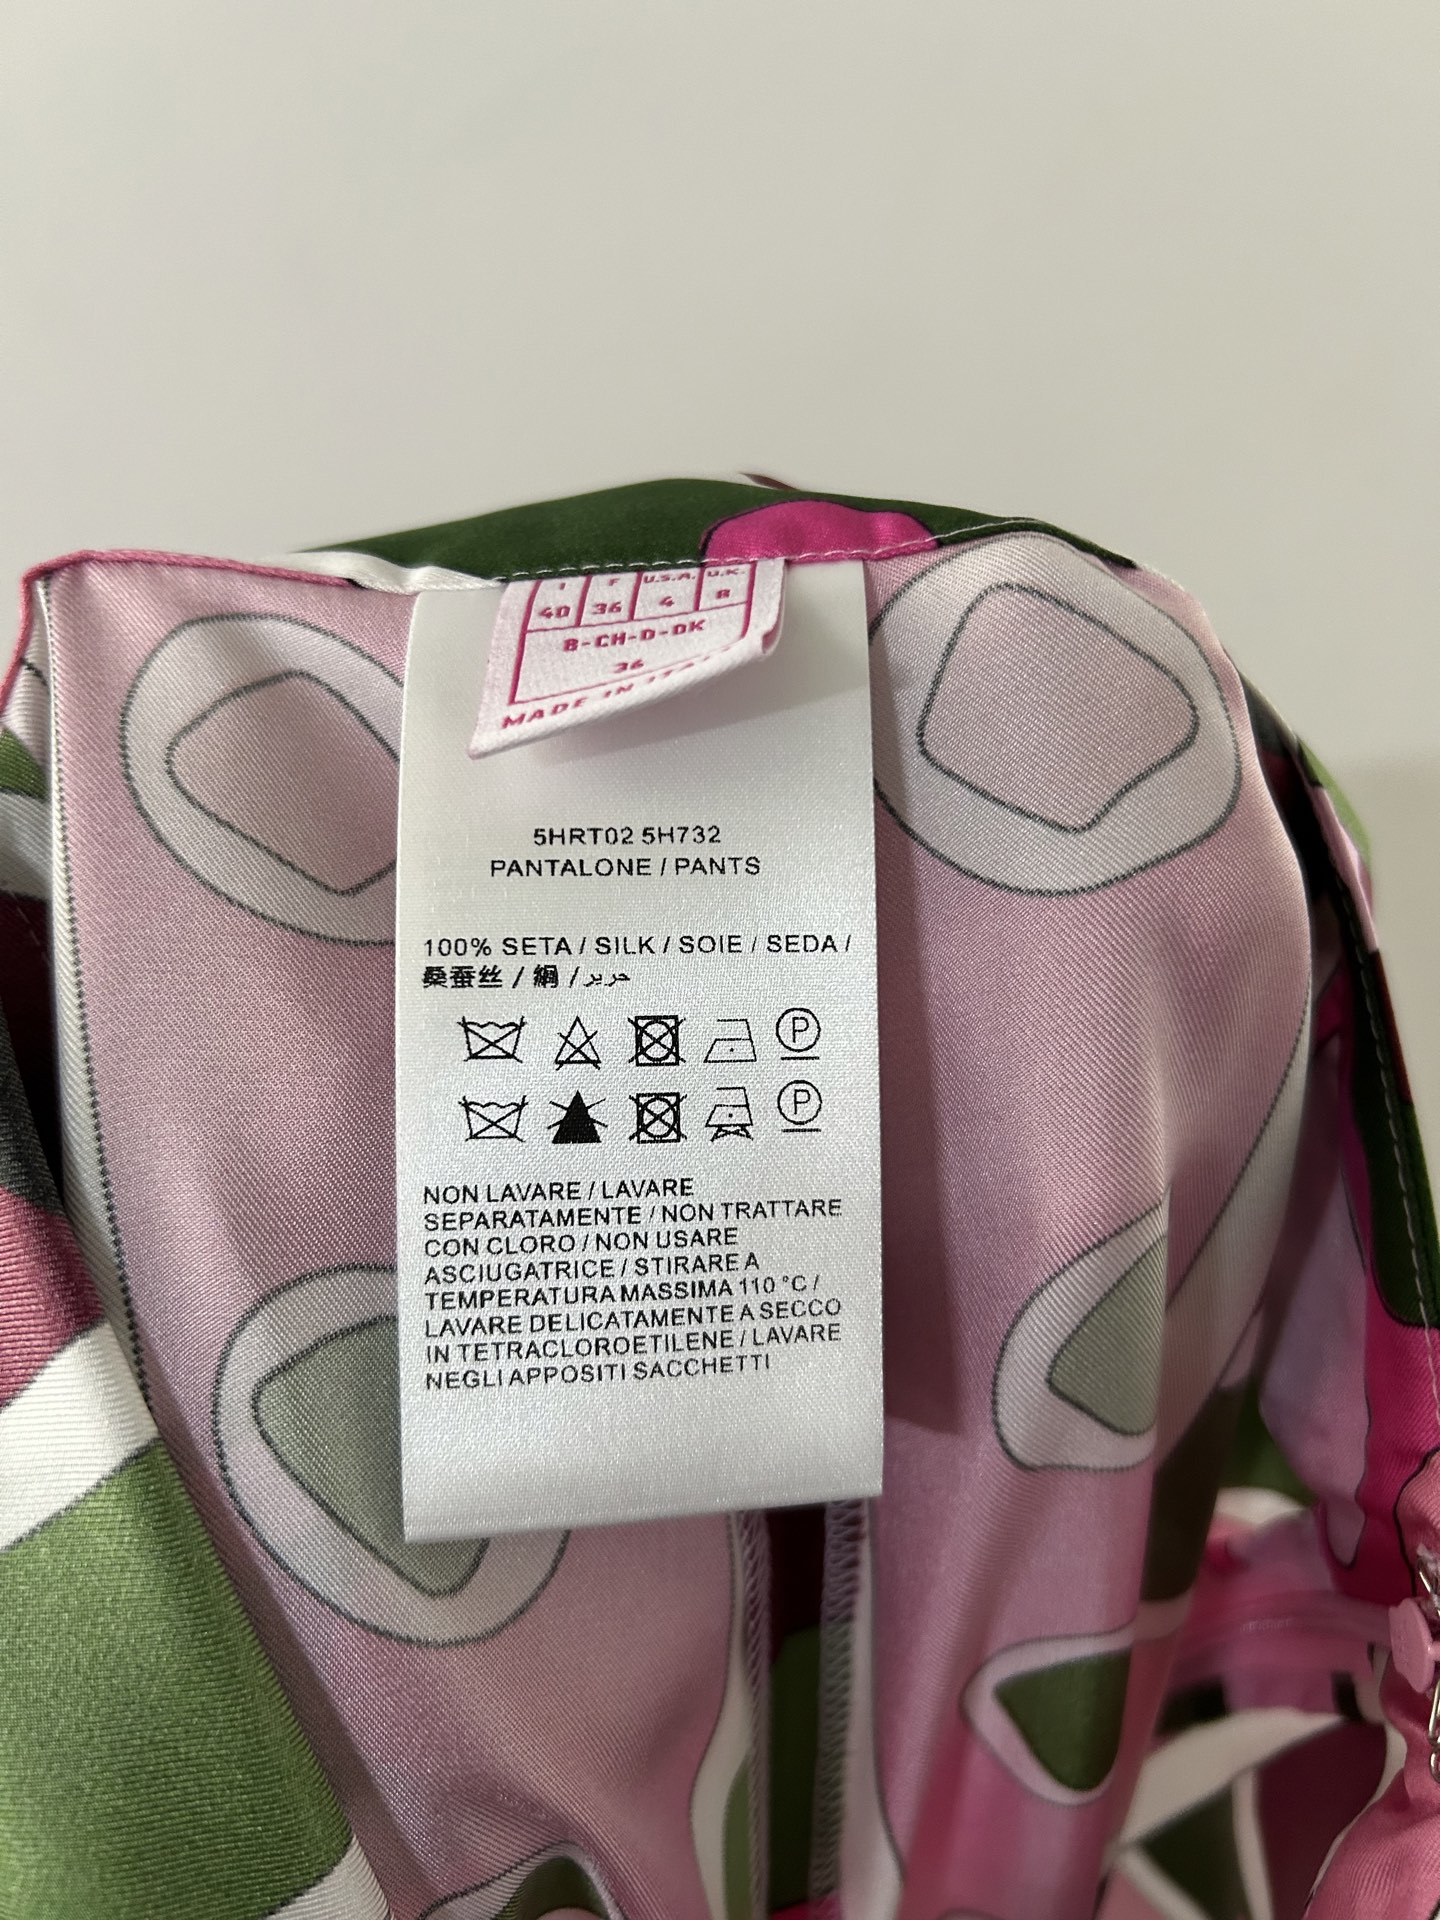 I F U.S.A. U.K.
40 36 4 8
B-CH-D-DK
36
MADE IN ITALY
5HRT02 5H732
PANTALONE / PANTS
100% SETA / SILK / SOIE / SEDA /
桑蚕丝 / 絹 / حرير
P
P
NON LAVARE / LAVARE
SEPARATAMENTE / NON TRATTARE
CON CLORO / NON USARE
ASCIUGATRICE / STIRARE A
TEMPERATURA MASSIMA 110 °C /
LAVARE DELICATAMENTE A SECCO
IN TETRACLOROETILENE / LAVARE
NEGLI APPOSITI SACCHETTI